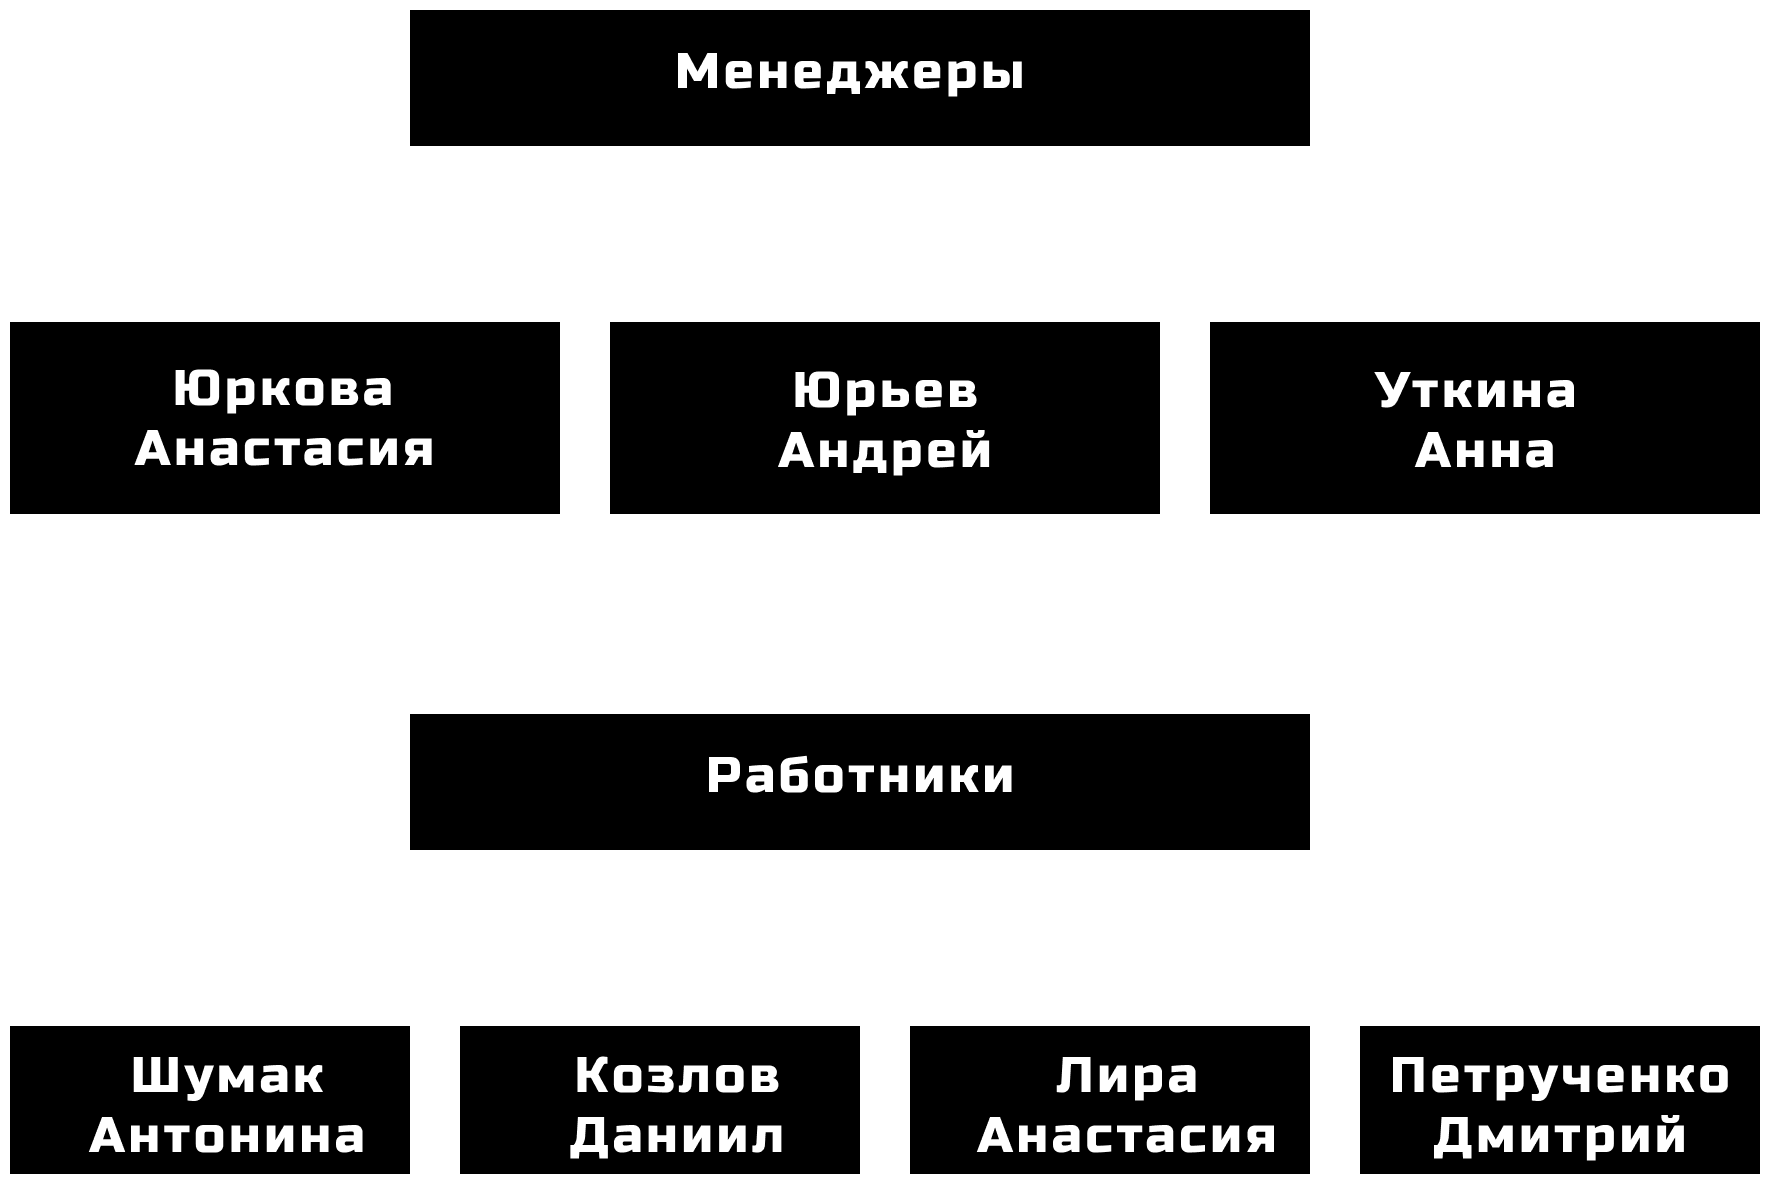 Менеджеры
Юркова
Анастасия
Юрьев
Андрей
Уткина
Анна
Работники
Шумак
Антонина
Козлов
Даниил
Лира
Анастасия
Петрученко
Дмитрий